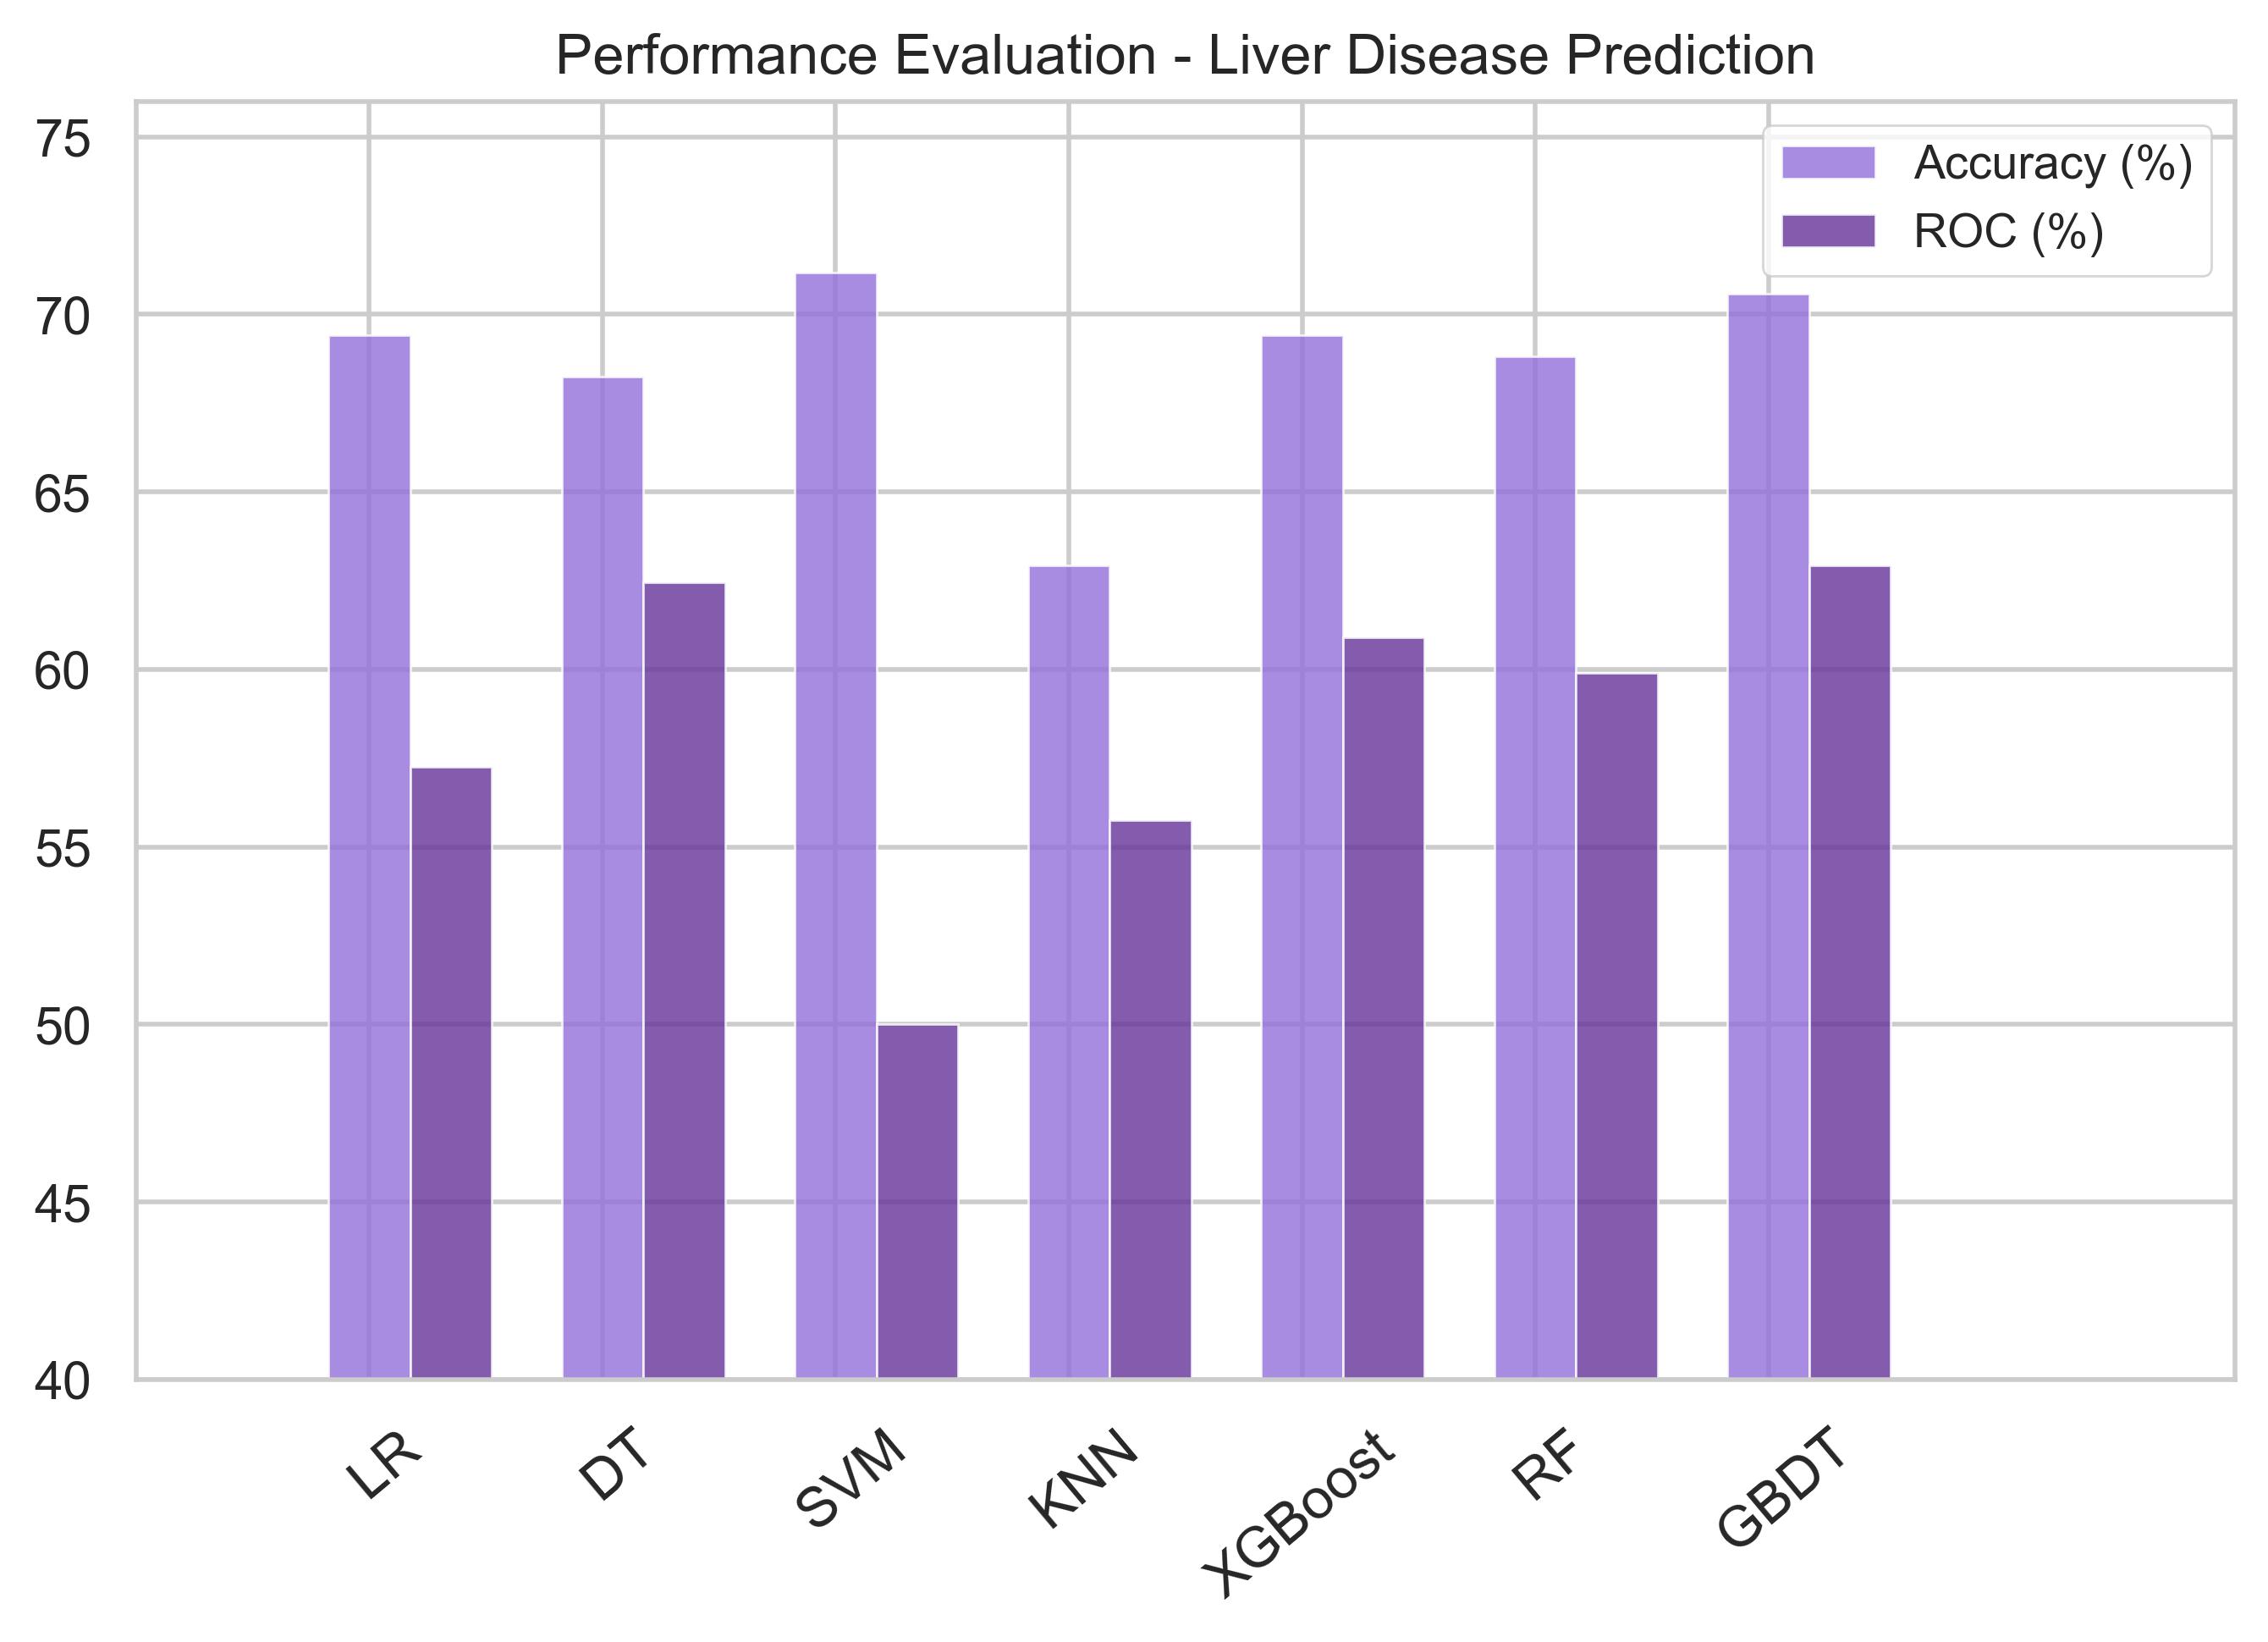 Performance Evaluation - Liver Disease Prediction
75
70
65
60
55
50
45
40
Accuracy (%)
ROC (%)
LR
DT
SVM
KNN
XGBoost
RF
GBDT